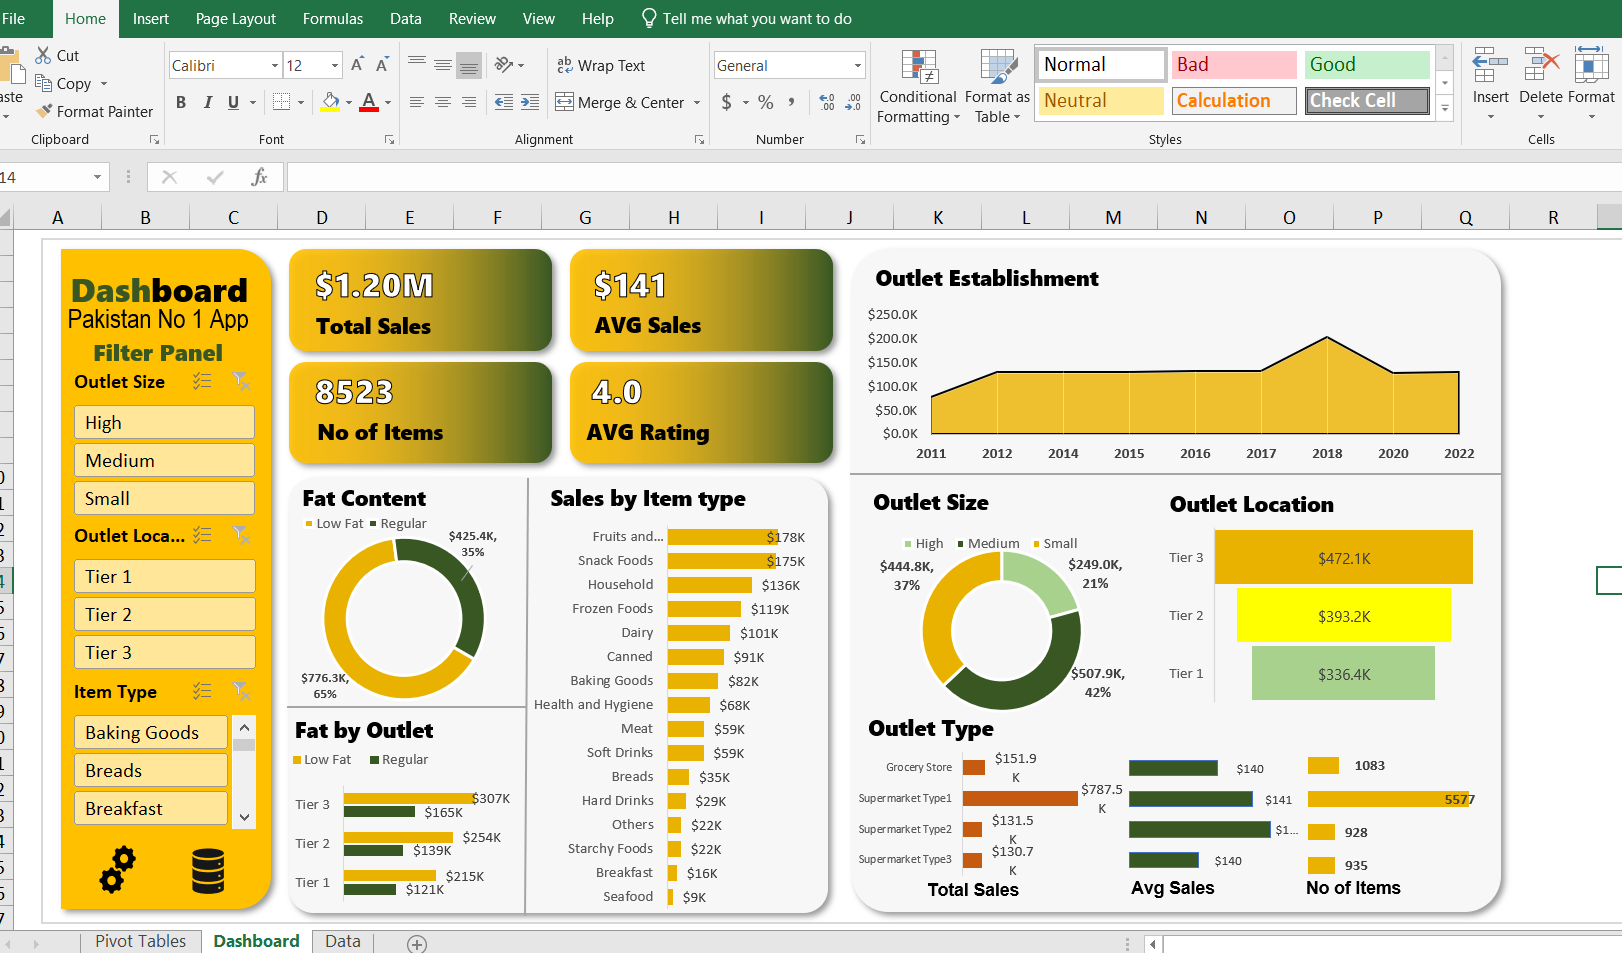 File Home Insert Page Layout Formulas Data Review View Help Tell me what you want to do
Cut
Copy
Format Painter
Clipboard
Calibri 12
B I U A
Font
Wrap Text
Merge & Center
Alignment
General
$ % ,
Number
Conditional Formatting
Format as Table
Normal Bad Good
Neutral Calculation Check Cell
Styles
Insert Delete Format
Cells
14 fx
A B C D E F G H I J K L M N O P Q R
Dashboard
Pakistan No 1 App
Filter Panel
Outlet Size
High
Medium
Small
Outlet Loca...
Tier 1
Tier 2
Tier 3
Item Type
Baking Goods
Breads
Breakfast
$1.20M
Total Sales
$141
AVG Sales
8523
No of Items
4.0
AVG Rating
Outlet Establishment
$250.0K
$200.0K
$150.0K
$100.0K
$50.0K
$0.0K
2011 2012 2014 2015 2016 2017 2018 2020 2022
Fat Content
Low Fat Regular
$425.4K,
35%
$776.3K,
65%
Fat by Outlet
Low Fat Regular
Tier 3 $307K
$165K
Tier 2 $254K
$139K
Tier 1 $215K
$121K
Sales by Item type
Fruits and... $178K
Snack Foods $175K
Household $136K
Frozen Foods $119K
Dairy $101K
Canned $91K
Baking Goods $82K
Health and Hygiene $68K
Meat $59K
Soft Drinks $59K
Breads $35K
Hard Drinks $29K
Others $22K
Starchy Foods $22K
Breakfast $16K
Seafood $9K
Outlet Size
High Medium Small
$444.8K,
37%
$249.0K,
21%
$507.9K,
42%
Outlet Location
Tier 3 $472.1K
Tier 2 $393.2K
Tier 1 $336.4K
Outlet Type
Grocery Store $151.9
K
Supermarket Type1 $787.5
K
Supermarket Type2 $131.5
K
Supermarket Type3 $130.7
K
Total Sales
$140
$141
$1...
$140
Avg Sales
1083
5577
928
935
No of Items
Pivot Tables Dashboard Data